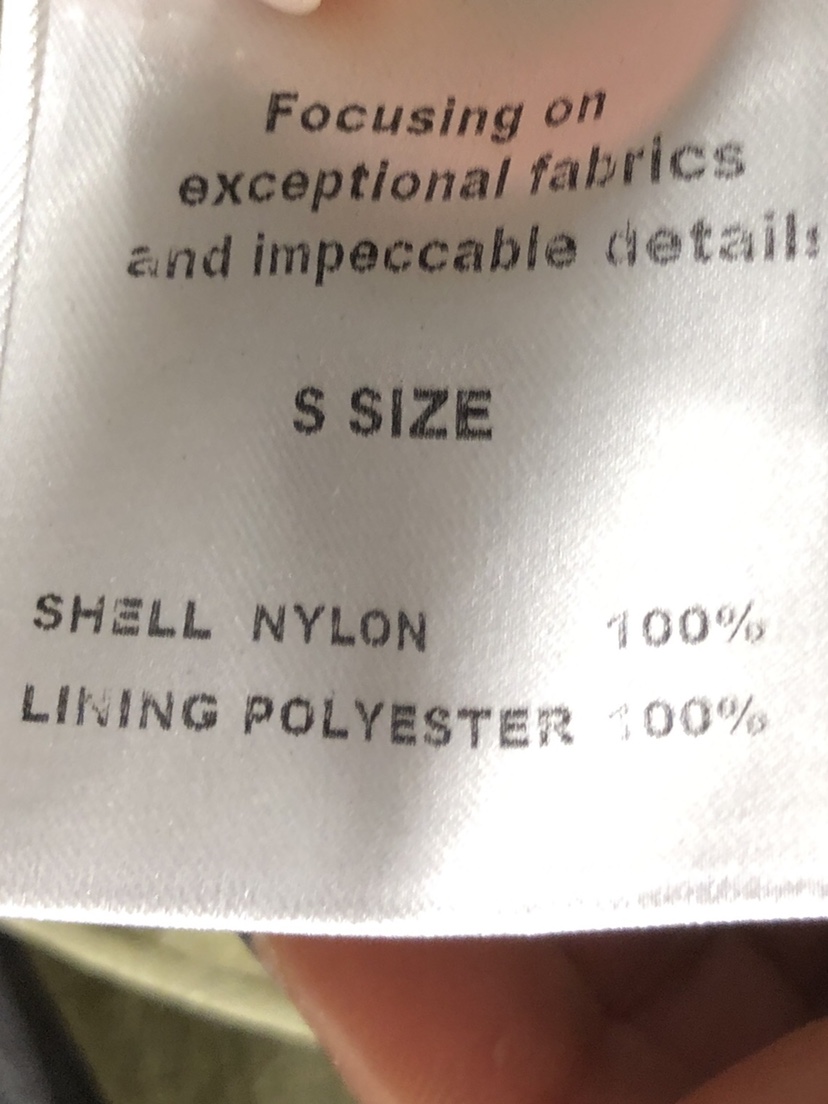 Focusing on
exceptional fabrics
and impeccable details
S SIZE
SHELL NYLON 100%
LINING POLYESTER 100%